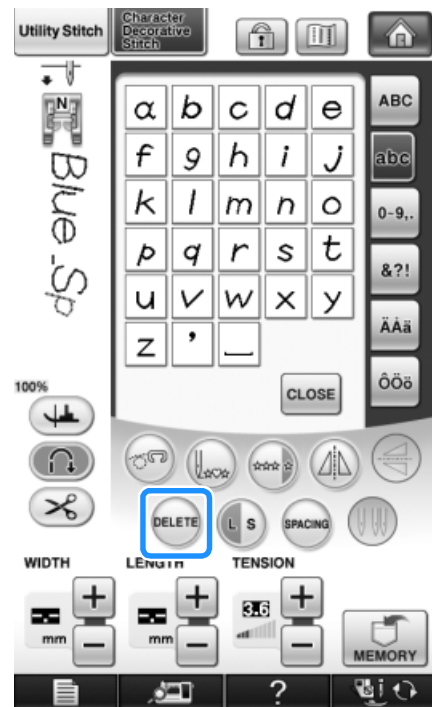 Utility Stitch
Character
Decorative
Stitch
N
Blue_Sp
a b c d e
f g h i j
k l m n o
p q r s t
u v w x y
z ' _
CLOSE
ABC
abc
0-9,.
&?!
ÄÅä
ÔÖö
100%
DELETE
L S
SPACING
WIDTH
LENGTH
TENSION
mm
mm
3.6
MEMORY
?